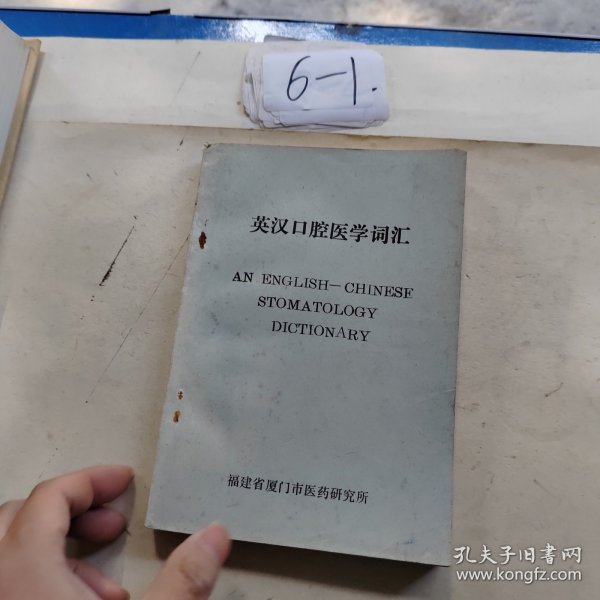 6-1.
英汉口腔医学词汇
AN ENGLISH-CHINESE
STOMATOLOGY
DICTIONARY
福建省厦门市医药研究所
孔夫子旧书网
www.kongfz.com